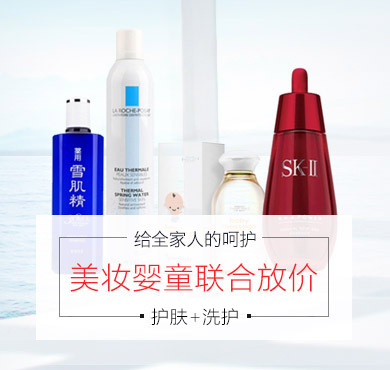 薬用
雪肌精
LA ROCHE-POSAY
EAU THERMALE
THERMAL
SPRING WATER
SK-II
给全家人的呵护
美妆婴童联合放价
护肤+洗护